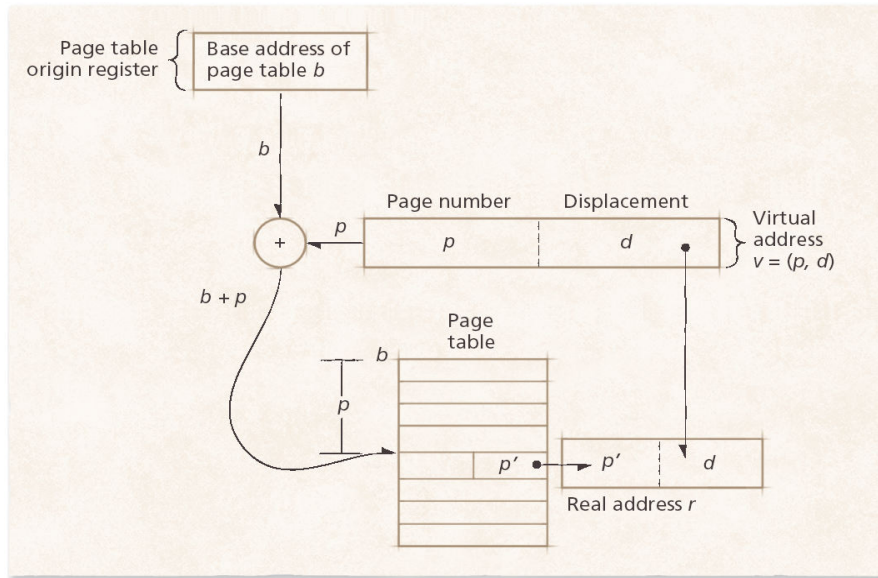 Page table
origin register
Base address of
page table b
b
Page number
Displacement
p
+
p
d
Virtual
address
v = (p, d)
b + p
Page
table
b
p
p′
p′
d
Real address r